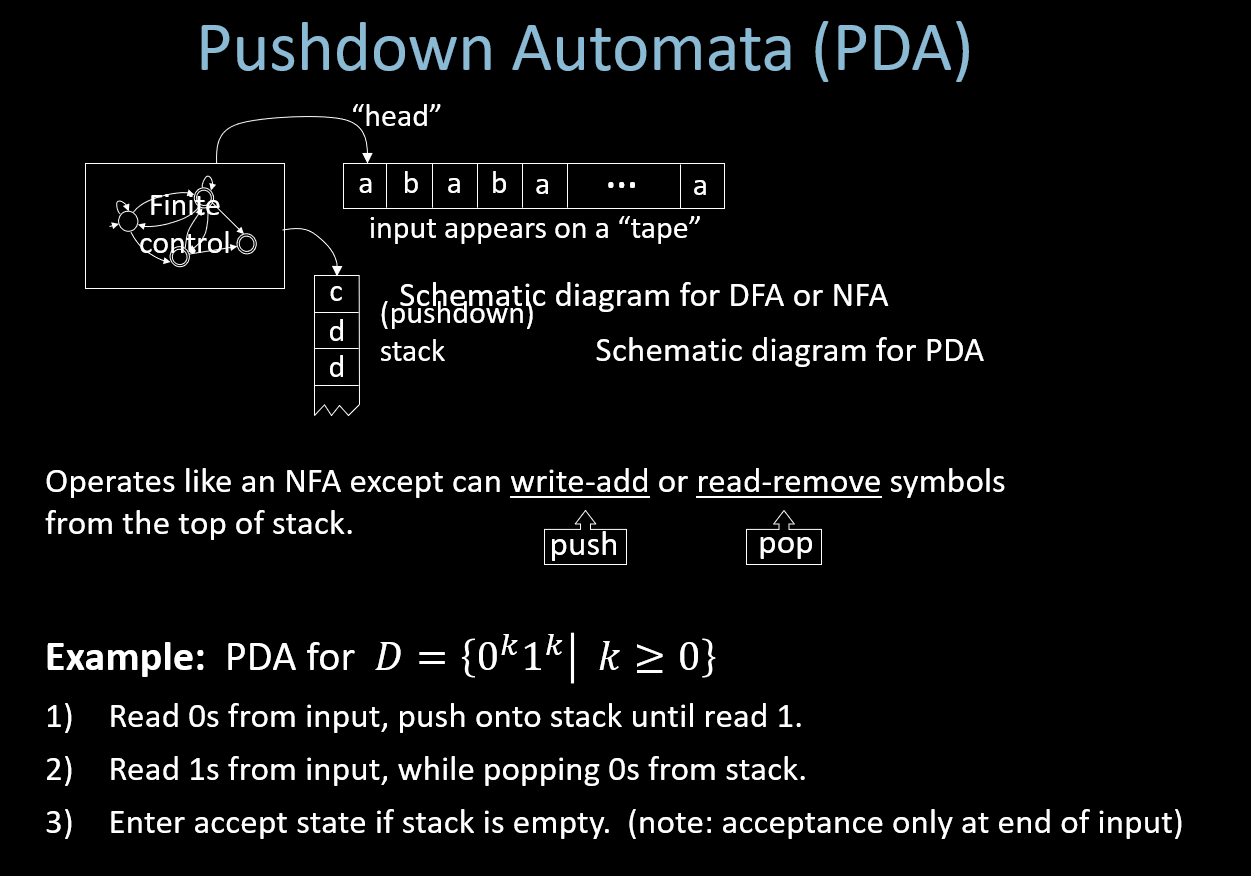 Pushdown Automata (PDA)
“head”
a b a b a ... a
Finite
control
input appears on a “tape”
c
d
d
(pushdown)
stack
Schematic diagram for DFA or NFA
Schematic diagram for PDA
Operates like an NFA except can write-add or read-remove symbols
from the top of stack.
push
pop
Example: PDA for D = {0ᵏ1ᵏ| k ≥ 0}
1) Read 0s from input, push onto stack until read 1.
2) Read 1s from input, while popping 0s from stack.
3) Enter accept state if stack is empty. (note: acceptance only at end of input)